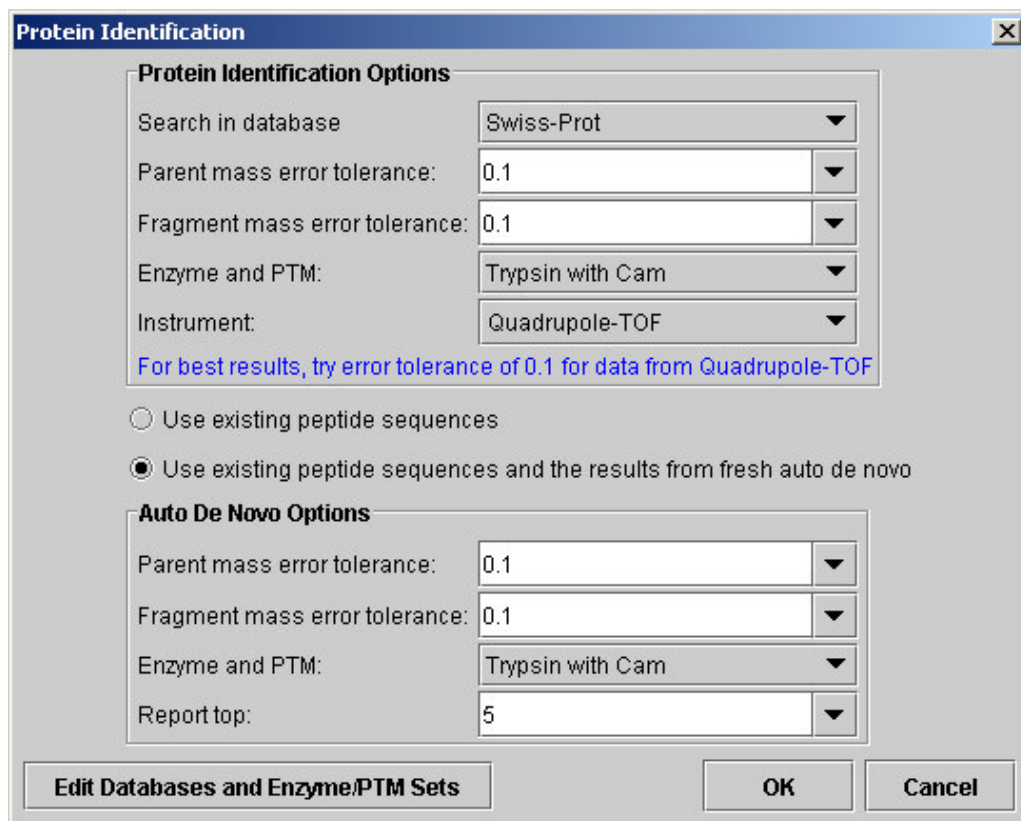 Protein Identification
Protein Identification Options
Search in database Swiss-Prot
Parent mass error tolerance: 0.1
Fragment mass error tolerance: 0.1
Enzyme and PTM: Trypsin with Cam
Instrument: Quadrupole-TOF
For best results, try error tolerance of 0.1 for data from Quadrupole-TOF
Use existing peptide sequences
Use existing peptide sequences and the results from fresh auto de novo
Auto De Novo Options
Parent mass error tolerance: 0.1
Fragment mass error tolerance: 0.1
Enzyme and PTM: Trypsin with Cam
Report top: 5
Edit Databases and Enzyme/PTM Sets OK Cancel